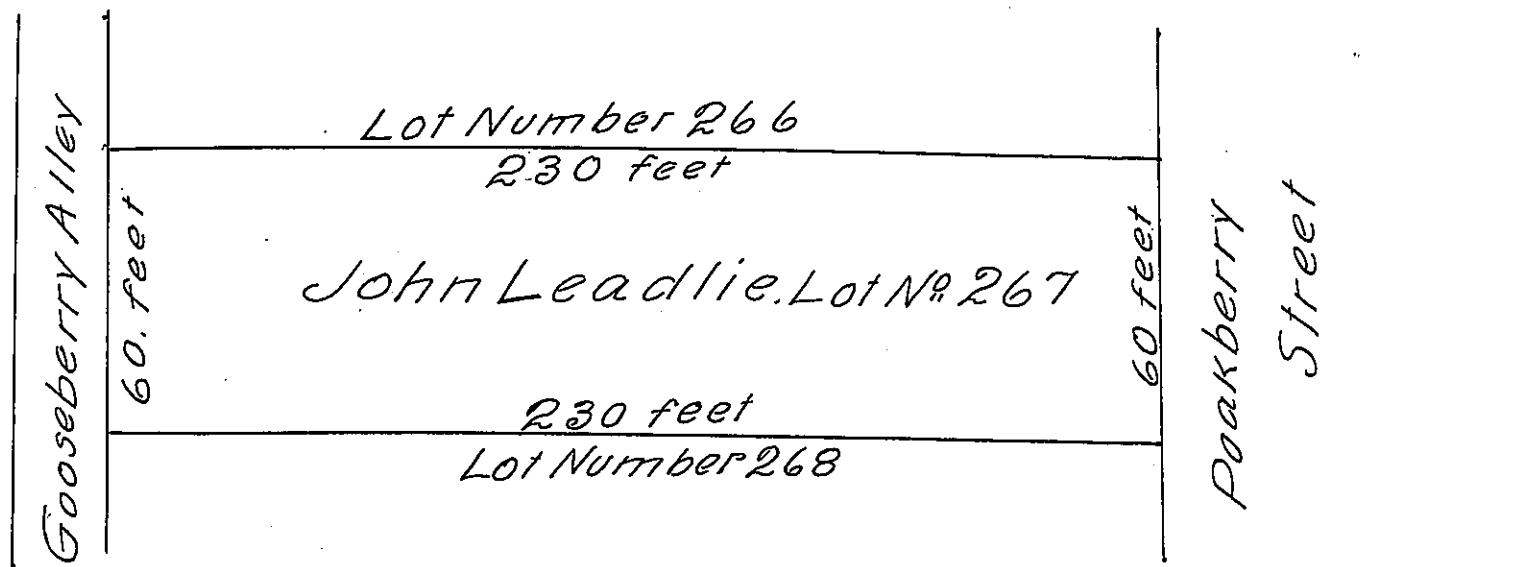 Gooseberry Alley
Lot Number 266
230 feet
60. feet
John Leadlie. Lot Nº 267
60 feet
230 feet
Lot Number 268
Poakberry
Street